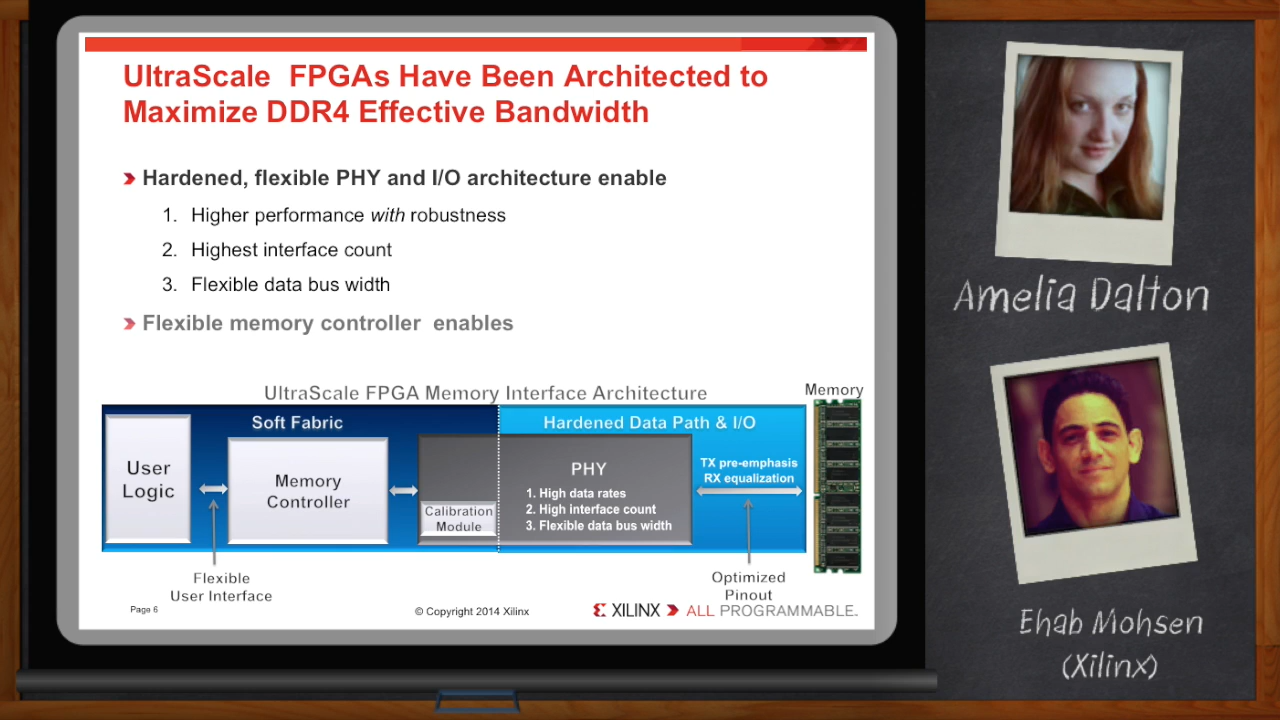 UltraScale FPGAs Have Been Architected to
Maximize DDR4 Effective Bandwidth
Hardened, flexible PHY and I/O architecture enable
1. Higher performance with robustness
2. Highest interface count
3. Flexible data bus width
Flexible memory controller enables
UltraScale FPGA Memory Interface Architecture
Memory
Soft Fabric
Hardened Data Path & I/O
User
Logic
Memory
Controller
Calibration
Module
PHY
1. High data rates
2. High interface count
3. Flexible data bus width
TX pre-emphasis
RX equalization
Flexible
User Interface
Optimized
Pinout
Page 6
© Copyright 2014 Xilinx
XILINX ALL PROGRAMMABLE™
Amelia Dalton
Ehab Mohsen
(Xilinx)